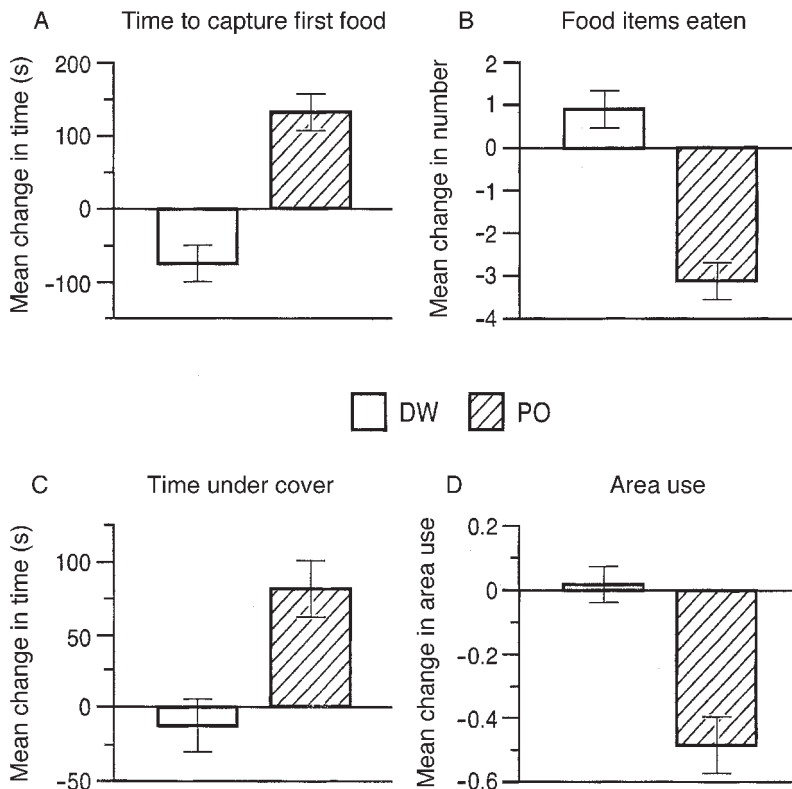 A Time to capture first food
Mean change in time (s)
200
100
0
-100
B Food items eaten
Mean change in number
2
1
0
-1
-2
-3
-4
DW PO
C Time under cover
Mean change in time (s)
100
50
0
-50
D Area use
Mean change in area use
0.2
0
-0.2
-0.4
-0.6